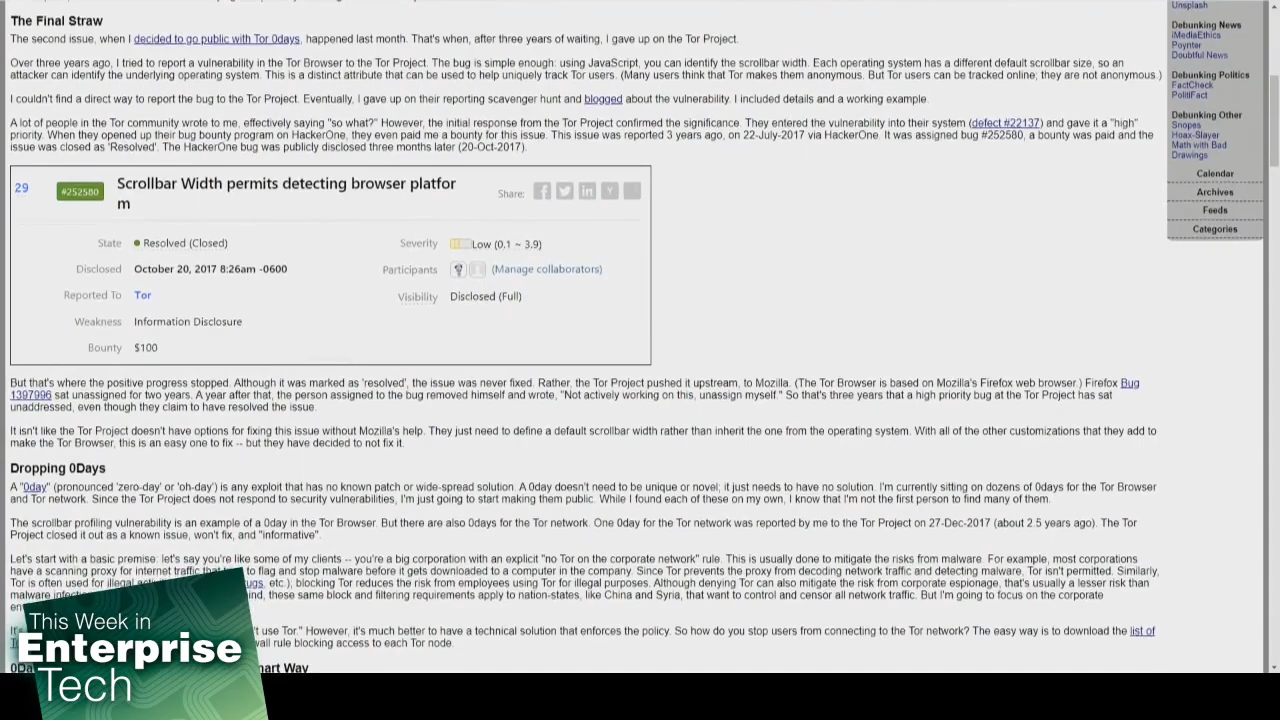 The Final Straw
The second issue, when I decided to go public with Tor 0days, happened last month. That's when, after three years of waiting, I gave up on the Tor Project.
Over three years ago, I tried to report a vulnerability in the Tor Browser to the Tor Project. The bug is simple enough: using JavaScript, you can identify the scrollbar width. Each operating system has a different default scrollbar size, so an
attacker can identify the underlying operating system. This is a distinct attribute that can be used to help uniquely track Tor users. (Many users think that Tor makes them anonymous. But Tor users can be tracked online; they are not anonymous.)
I couldn't find a direct way to report the bug to the Tor Project. Eventually, I gave up on their reporting scavenger hunt and blogged about the vulnerability. I included details and a working example.
A lot of people in the Tor community wrote to me, effectively saying "so what?" However, the initial response from the Tor Project confirmed the significance. They entered the vulnerability into their system (defect #22137) and gave it a "high"
priority. When they opened up their bug bounty program on HackerOne, they even paid me a bounty for this issue. This issue was reported 3 years ago, on 22-July-2017 via HackerOne. It was assigned bug #252580, a bounty was paid and the
issue was closed as 'Resolved'. The HackerOne bug was publicly disclosed three months later (20-Oct-2017).
29
#252580
Scrollbar Width permits detecting browser platfor
m
Share:
State Resolved (Closed)
Severity Low (0.1 ~ 3.9)
Disclosed October 20, 2017 8:26am -0600
Participants (Manage collaborators)
Reported To Tor
Visibility Disclosed (Full)
Weakness Information Disclosure
Bounty $100
But that's where the positive progress stopped. Although it was marked as 'resolved', the issue was never fixed. Rather, the Tor Project pushed it upstream, to Mozilla. (The Tor Browser is based on Mozilla's Firefox web browser.) Firefox Bug
1397996 sat unassigned for two years. A year after that, the person assigned to the bug removed himself and wrote, "Not actively working on this, unassign myself." So that's three years that a high priority bug at the Tor Project has sat
unaddressed, even though they claim to have resolved the issue.
It isn't like the Tor Project doesn't have options for fixing this issue without Mozilla's help. They just need to define a default scrollbar width rather than inherit the one from the operating system. With all of the other customizations that they add to
make the Tor Browser, this is an easy one to fix -- but they have decided to not fix it.
Dropping 0Days
A "0day" (pronounced 'zero-day' or 'oh-day') is any exploit that has no known patch or wide-spread solution. A 0day doesn't need to be unique or novel; it just needs to have no solution. I'm currently sitting on dozens of 0days for the Tor Browser
and Tor network. Since the Tor Project does not respond to security vulnerabilities, I'm just going to start making them public. While I found each of these on my own, I know that I'm not the first person to find many of them.
The scrollbar profiling vulnerability is an example of a 0day in the Tor Browser. But there are also 0days for the Tor network. One 0day for the Tor network was reported by me to the Tor Project on 27-Dec-2017 (about 2.5 years ago). The Tor
Project closed it out as a known issue, won't fix, and "informative".
Let's start with a basic premise: let's say you're like some of my clients -- you're a big corporation with an explicit "no Tor on the corporate network" rule. This is usually done to mitigate the risks from malware. For example, most corporations
have a scanning proxy for internet traffic that to flag and stop malware before it gets downloaded to a computer in the company. Since Tor prevents the proxy from decoding network traffic and detecting malware, Tor isn't permitted. Similarly,
Tor is often used for illegal ugs, etc.); blocking Tor reduces the risk from employees using Tor for illegal purposes. Although denying Tor can also mitigate the risk from corporate espionage, that's usually a lesser risk than
malware ind, these same block and filtering requirements apply to nation-states, like China and Syria, that want to control and censor all network traffic. But I'm going to focus on the corporate
en
't use Tor." However, it's much better to have a technical solution that enforces the policy. So how do you stop users from connecting to the Tor network? The easy way is to download the list of
wall rule blocking access to each Tor node.
0Da mart Way
Unsplash
Debunking News
iMediaEthics
Poynter
Doubtful News
Debunking Politics
FactCheck
PolitiFact
Debunking Other
Snopes
Hoax-Slayer
Math with Bad
Drawings
Calendar
Archives
Feeds
Categories
This Week in
Enterprise
Tech